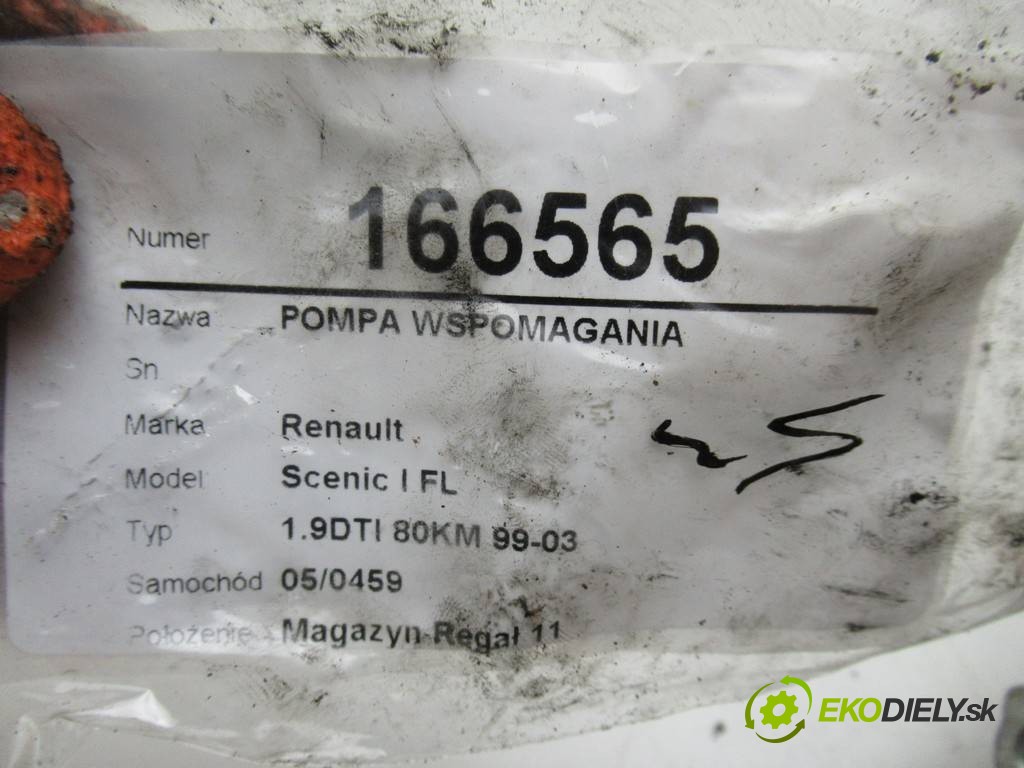 Numer 166565
Nazwa POMPA WSPOMAGANIA
Sn
Marka Renault
Model Scenic I FL
Typ 1.9DTI 80KM 99-03
Samochód 05/0459
Położenie Magazyn-Regał 11
EKODIELY.sk